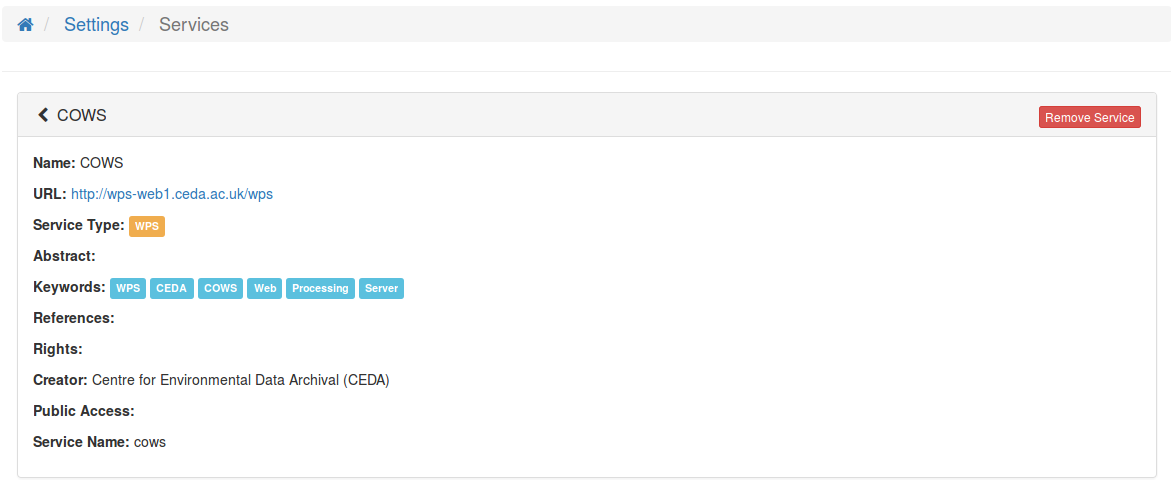 / Settings / Services
COWS Remove Service
Name: COWS
URL: http://wps-web1.ceda.ac.uk/wps
Service Type: WPS
Abstract:
Keywords: WPS CEDA COWS Web Processing Server
References:
Rights:
Creator: Centre for Environmental Data Archival (CEDA)
Public Access:
Service Name: cows